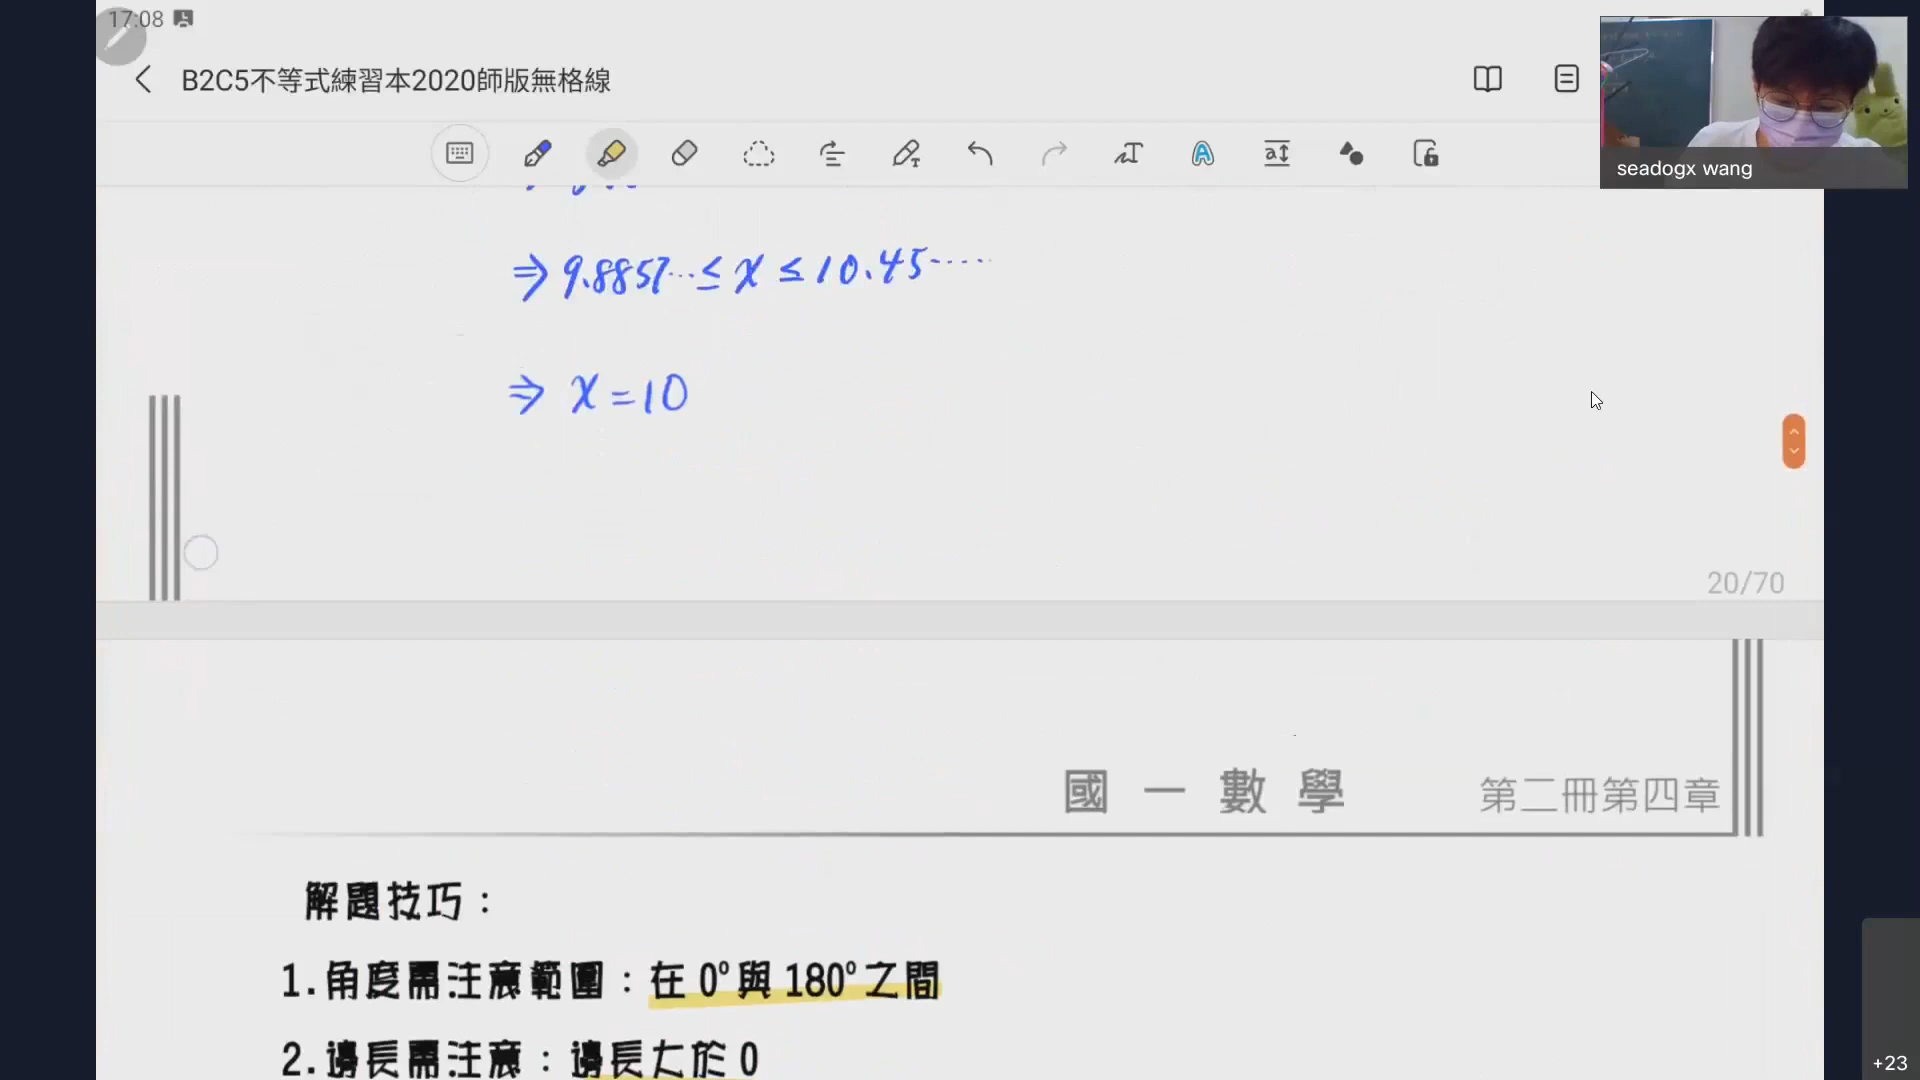 17:08
B2C5不等式練習本2020師版無格線
seadogx wang
⇒ 9.8857… ≤ x ≤ 10.45……
⇒ x = 10
20/70
國一數學 第二冊第四章
解題技巧：
1.角度需注意範圍：在 0°與 180°之間
2.邊長需注意：邊長大於 0
+23